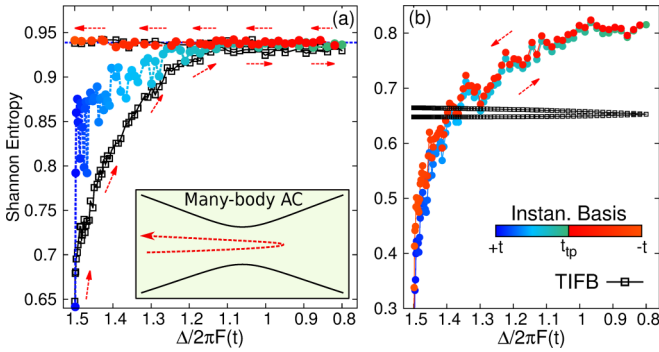 (a)
Shannon Entropy
0.95
0.9
0.85
0.8
0.75
0.7
0.65
Many-body AC
1.5 1.4 1.3 1.2 1.1 1 0.9 0.8
Δ/2πF(t)
(b)
0.8
0.7
0.6
0.5
0.4
0.3
Instan. Basis
+t t_tp -t
TIFB
1.5 1.4 1.3 1.2 1.1 1 0.9 0.8
Δ/2πF(t)